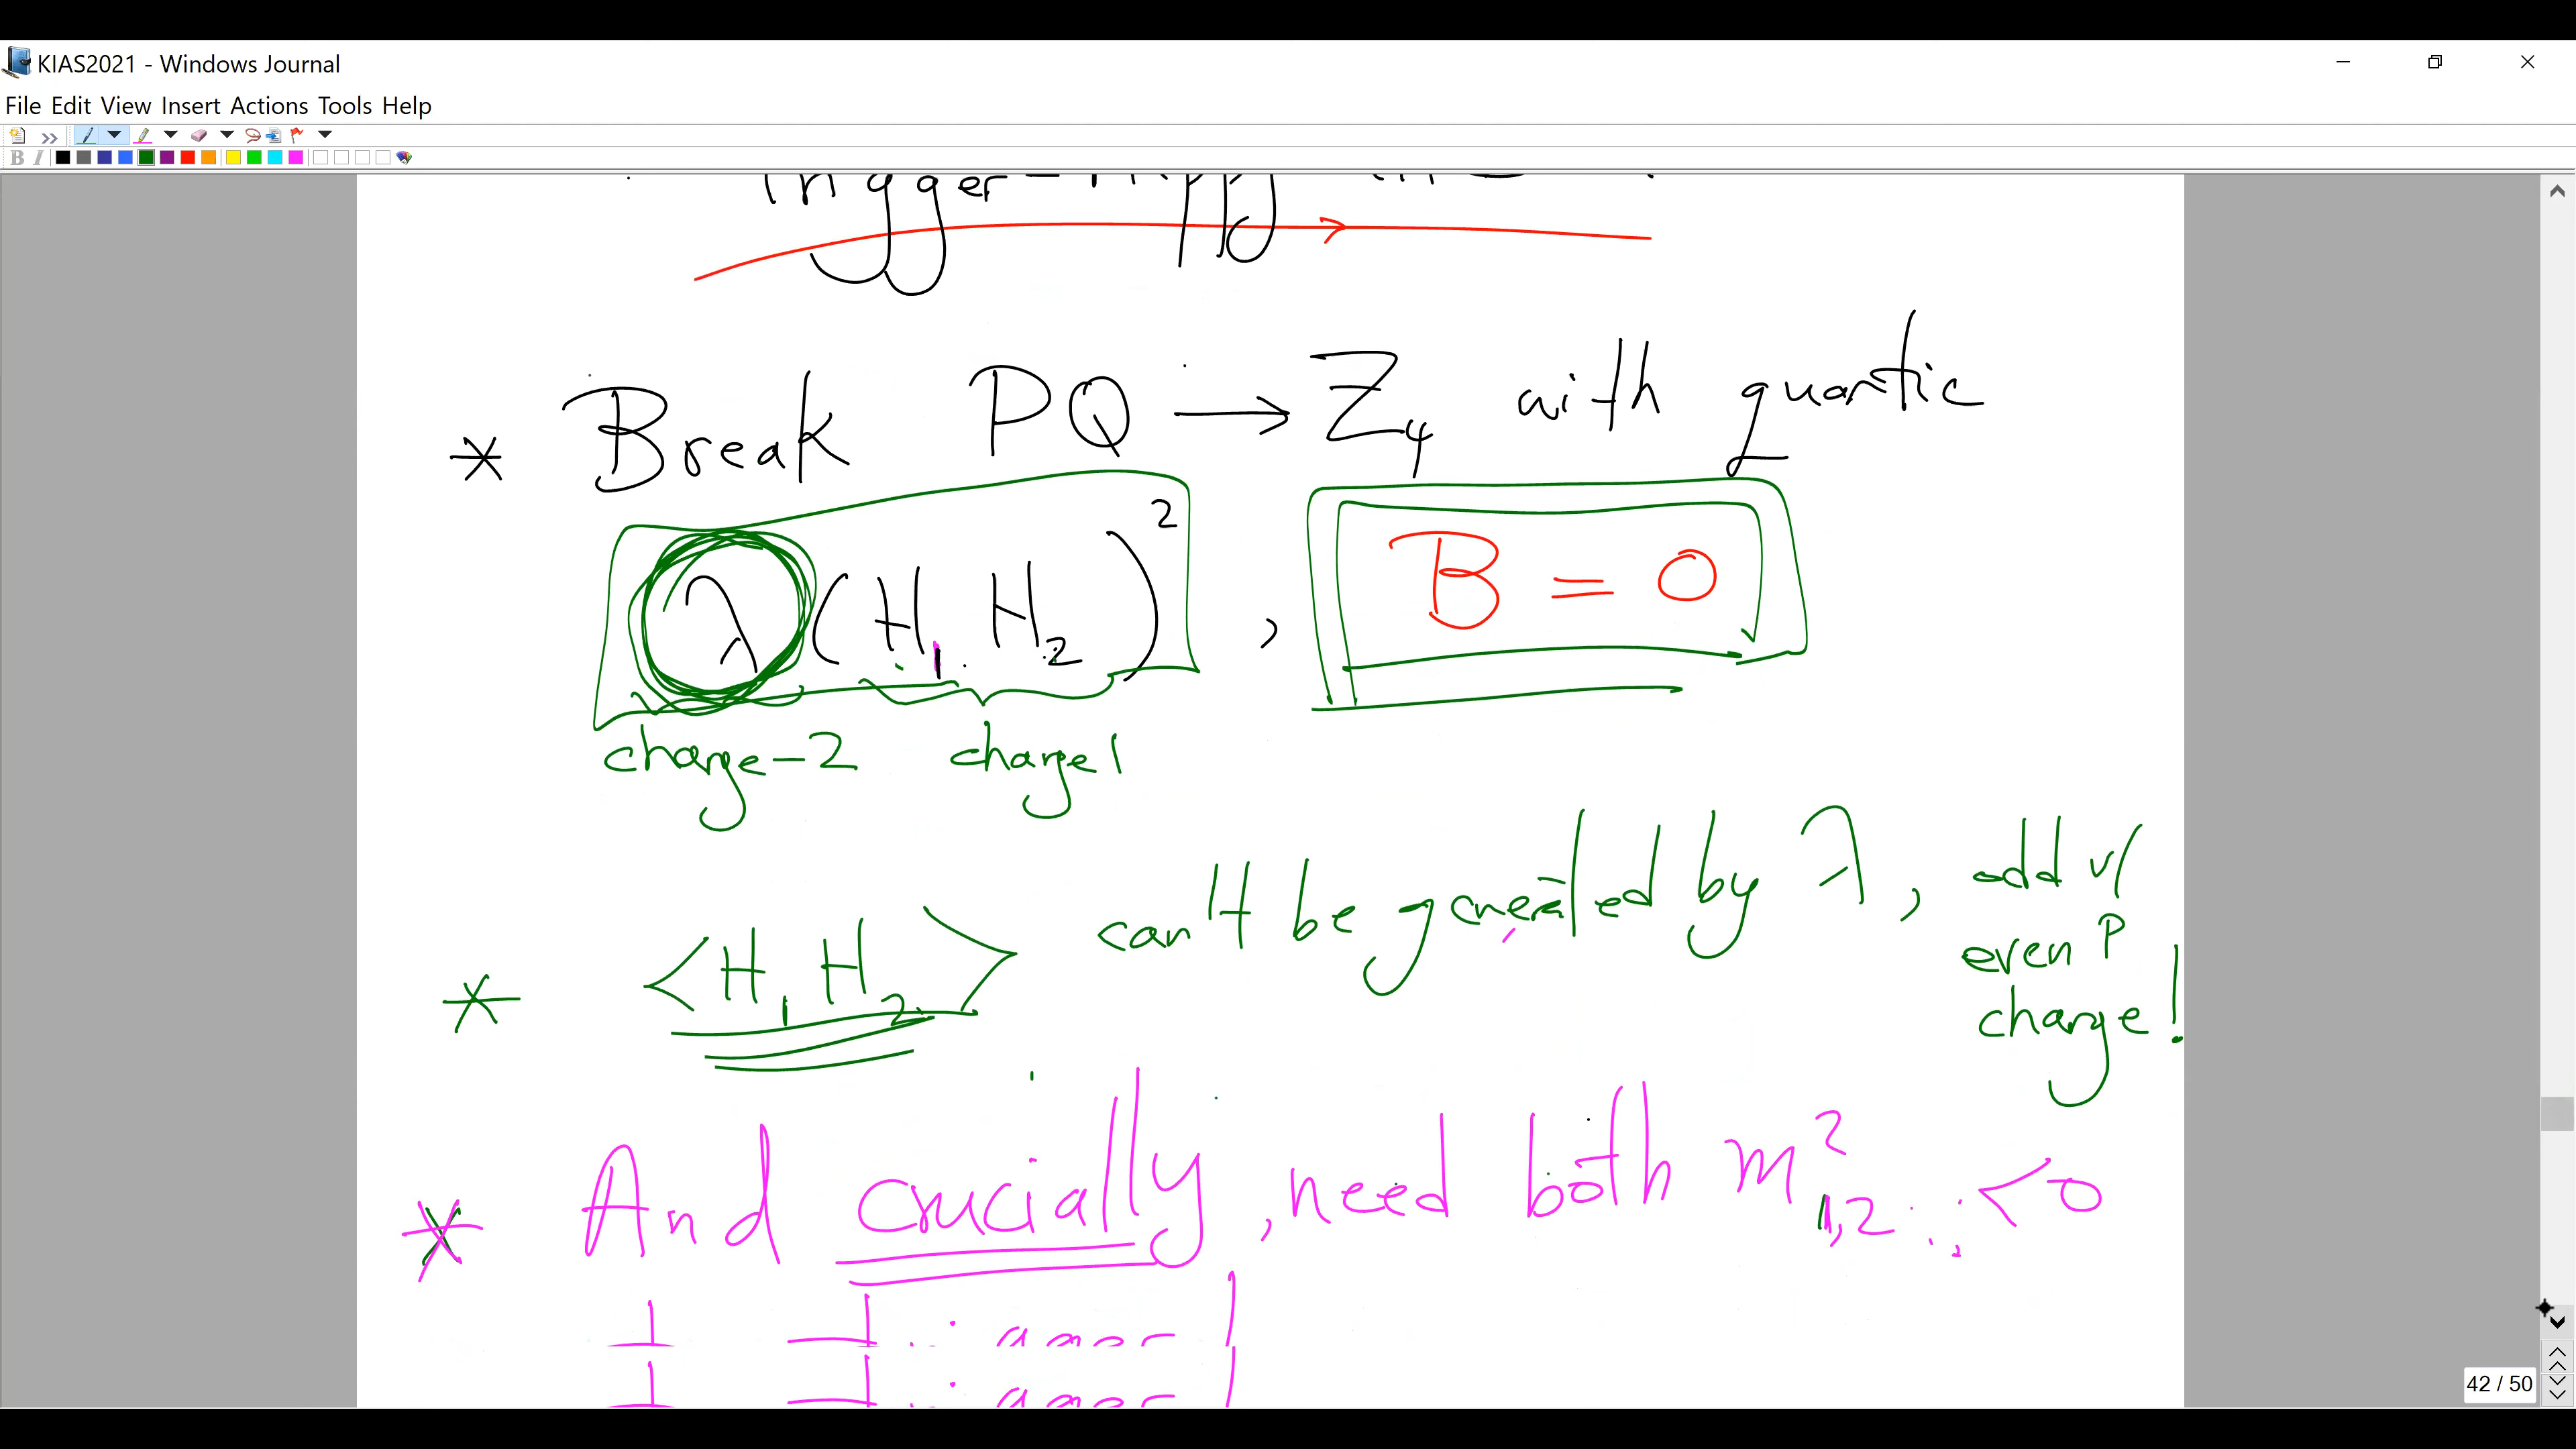 KIAS2021 - Windows Journal
File Edit View Insert Actions Tools Help
B I
* Break PQ → Z₄ with quartic
λ (H₁ H₂)² , B = 0
charge-2 charge 1
* <H₁ H₂> can't be generated by λ, odd w/
even P
charge!
* And crucially, need both m²₁,₂ < 0
42 / 50